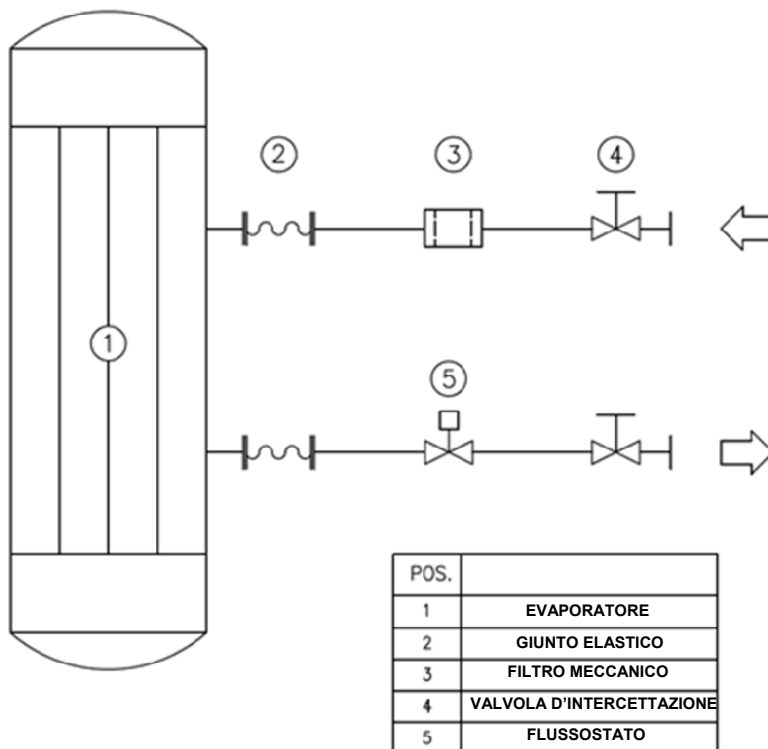 2
3
4
1
5
POS.
1 EVAPORATORE
2 GIUNTO ELASTICO
3 FILTRO MECCANICO
4 VALVOLA D'INTERCETTAZIONE
5 FLUSSOSTATO